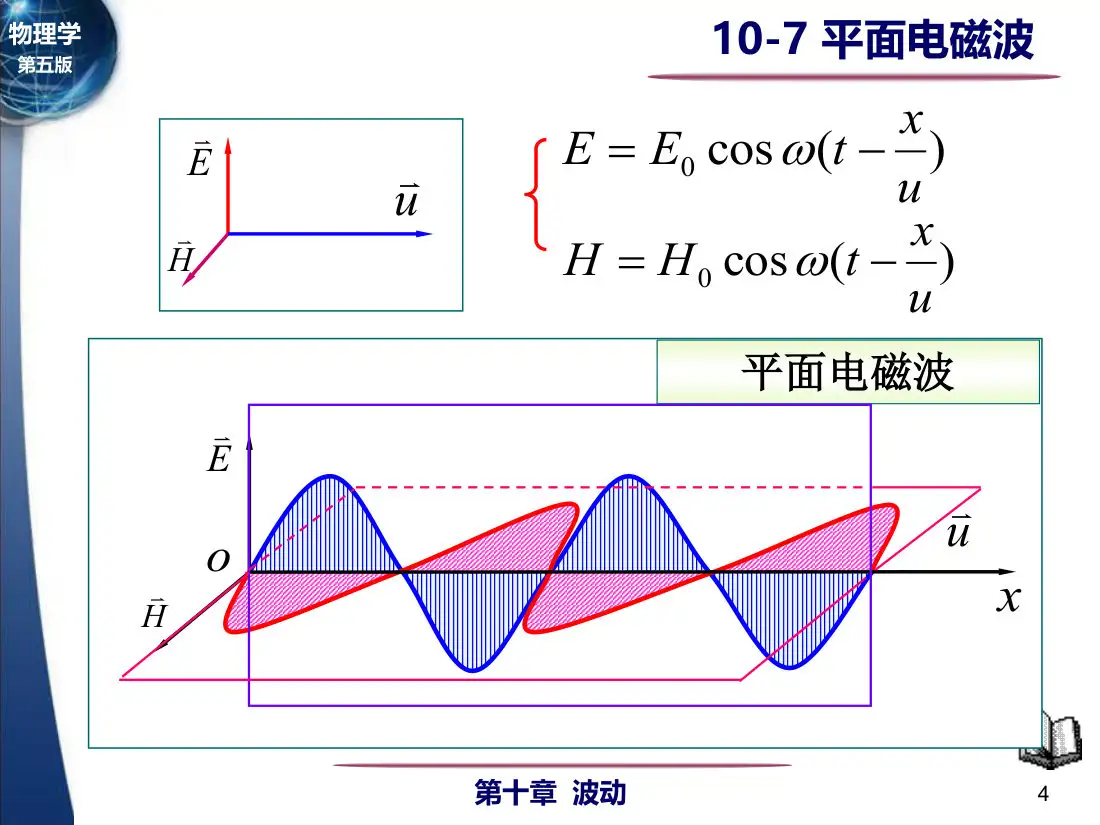 物理学
第五版
10-7 平面电磁波
E⃗
u⃗
H⃗
E = E₀ cos ω(t − x/u)
H = H₀ cos ω(t − x/u)
平面电磁波
E⃗
u⃗
o
x
H⃗
第十章 波动
4